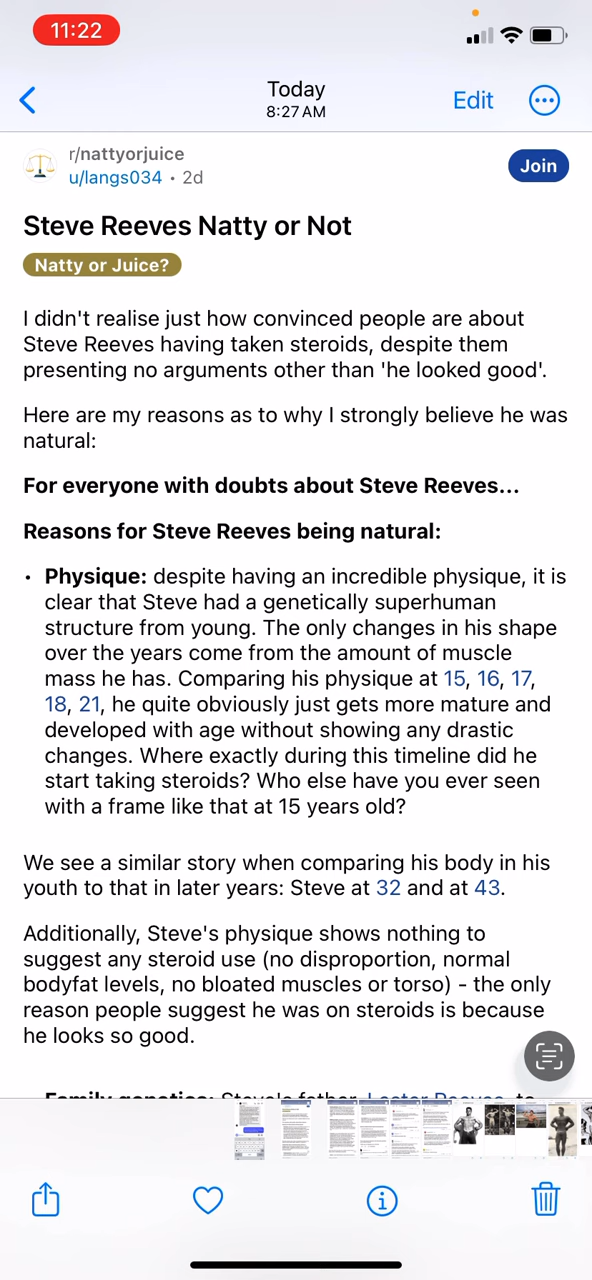 11:22
Today
8:27 AM
Edit
r/nattyorjuice
u/langs034 • 2d
Join
Steve Reeves Natty or Not
Natty or Juice?
I didn't realise just how convinced people are about
Steve Reeves having taken steroids, despite them
presenting no arguments other than 'he looked good'.
Here are my reasons as to why I strongly believe he was
natural:
For everyone with doubts about Steve Reeves...
Reasons for Steve Reeves being natural:
• Physique: despite having an incredible physique, it is
clear that Steve had a genetically superhuman
structure from young. The only changes in his shape
over the years come from the amount of muscle
mass he has. Comparing his physique at 15, 16, 17,
18, 21, he quite obviously just gets more mature and
developed with age without showing any drastic
changes. Where exactly during this timeline did he
start taking steroids? Who else have you ever seen
with a frame like that at 15 years old?
We see a similar story when comparing his body in his
youth to that in later years: Steve at 32 and at 43.
Additionally, Steve's physique shows nothing to
suggest any steroid use (no disproportion, normal
bodyfat levels, no bloated muscles or torso) - the only
reason people suggest he was on steroids is because
he looks so good.
Family genetics: Steve's father, Lester Reeves, to